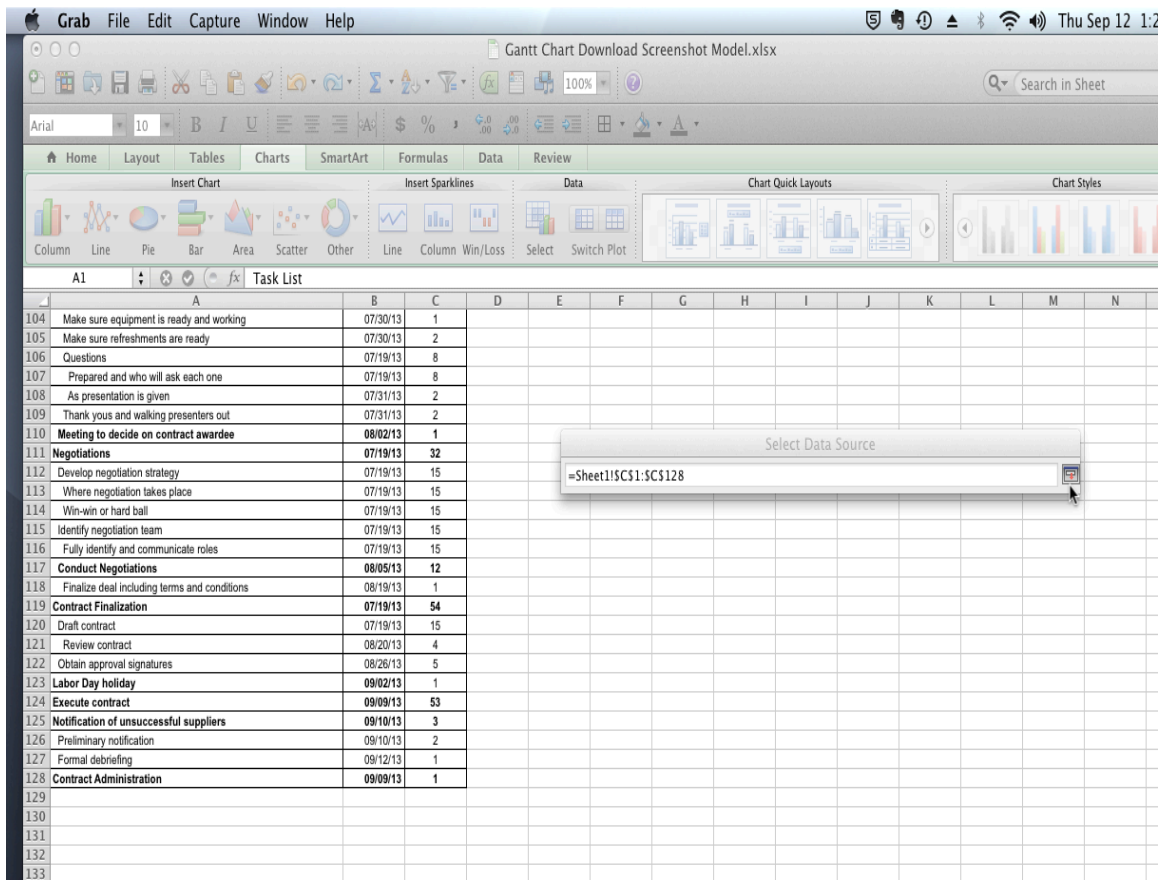 Grab File Edit Capture Window Help Thu Sep 12 1:2
Gantt Chart Download Screenshot Model.xlsx
100% Search in Sheet
Arial 10 B I U $ %
Home Layout Tables Charts SmartArt Formulas Data Review
Insert Chart Insert Sparklines Data Chart Quick Layouts Chart Styles
Column Line Pie Bar Area Scatter Other Line Column Win/Loss Select Switch Plot
A1 fx Task List
A B C D E F G H I J K L M N
104 Make sure equipment is ready and working 07/30/13 1
105 Make sure refreshments are ready 07/30/13 2
106 Questions 07/19/13 8
107 Prepared and who will ask each one 07/19/13 8
108 As presentation is given 07/31/13 2
109 Thank yous and walking presenters out 07/31/13 2
110 Meeting to decide on contract awardee 08/02/13 1
111 Negotiations 07/19/13 32
112 Develop negotiation strategy 07/19/13 15
113 Where negotiation takes place 07/19/13 15
114 Win-win or hard ball 07/19/13 15
115 Identify negotiation team 07/19/13 15
116 Fully identify and communicate roles 07/19/13 15
117 Conduct Negotiations 08/05/13 12
118 Finalize deal including terms and conditions 08/19/13 1
119 Contract Finalization 07/19/13 54
120 Draft contract 07/19/13 15
121 Review contract 08/20/13 4
122 Obtain approval signatures 08/26/13 5
123 Labor Day holiday 09/02/13 1
124 Execute contract 09/09/13 53
125 Notification of unsuccessful suppliers 09/10/13 3
126 Preliminary notification 09/10/13 2
127 Formal debriefing 09/12/13 1
128 Contract Administration 09/09/13 1
129
130
131
132
133
Select Data Source
=Sheet1!$C$1:$C$128